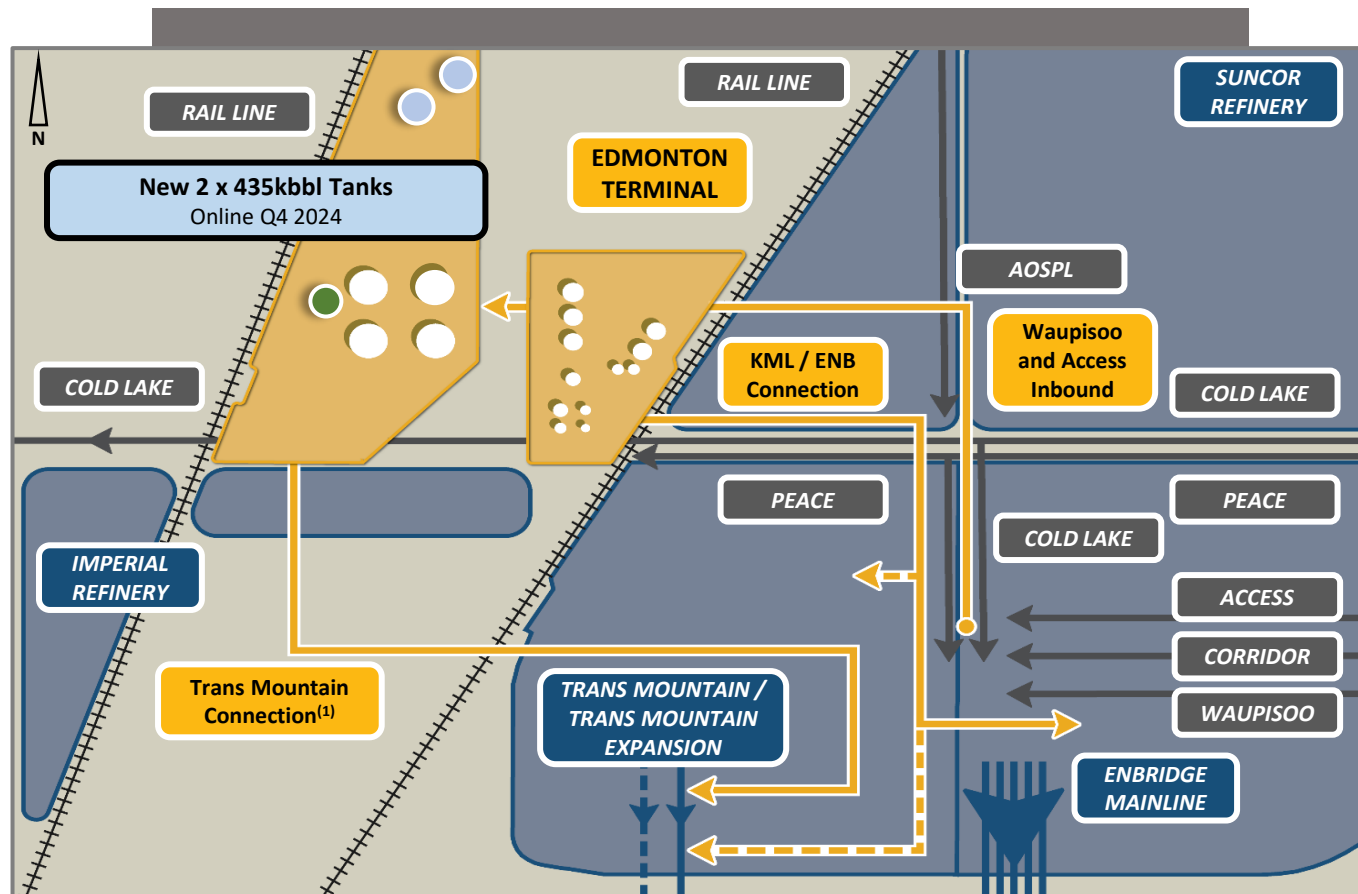 SUNCOR
REFINERY
RAIL LINE
RAIL LINE
N
EDMONTON
TERMINAL
New 2 x 435kbbl Tanks
Online Q4 2024
AOSPL
Waupisoo
and Access
Inbound
KML / ENB
Connection
COLD LAKE
COLD LAKE
PEACE
PEACE
COLD LAKE
IMPERIAL
REFINERY
ACCESS
CORRIDOR
WAUPISOO
Trans Mountain
Connection(1)
TRANS MOUNTAIN /
TRANS MOUNTAIN
EXPANSION
ENBRIDGE
MAINLINE